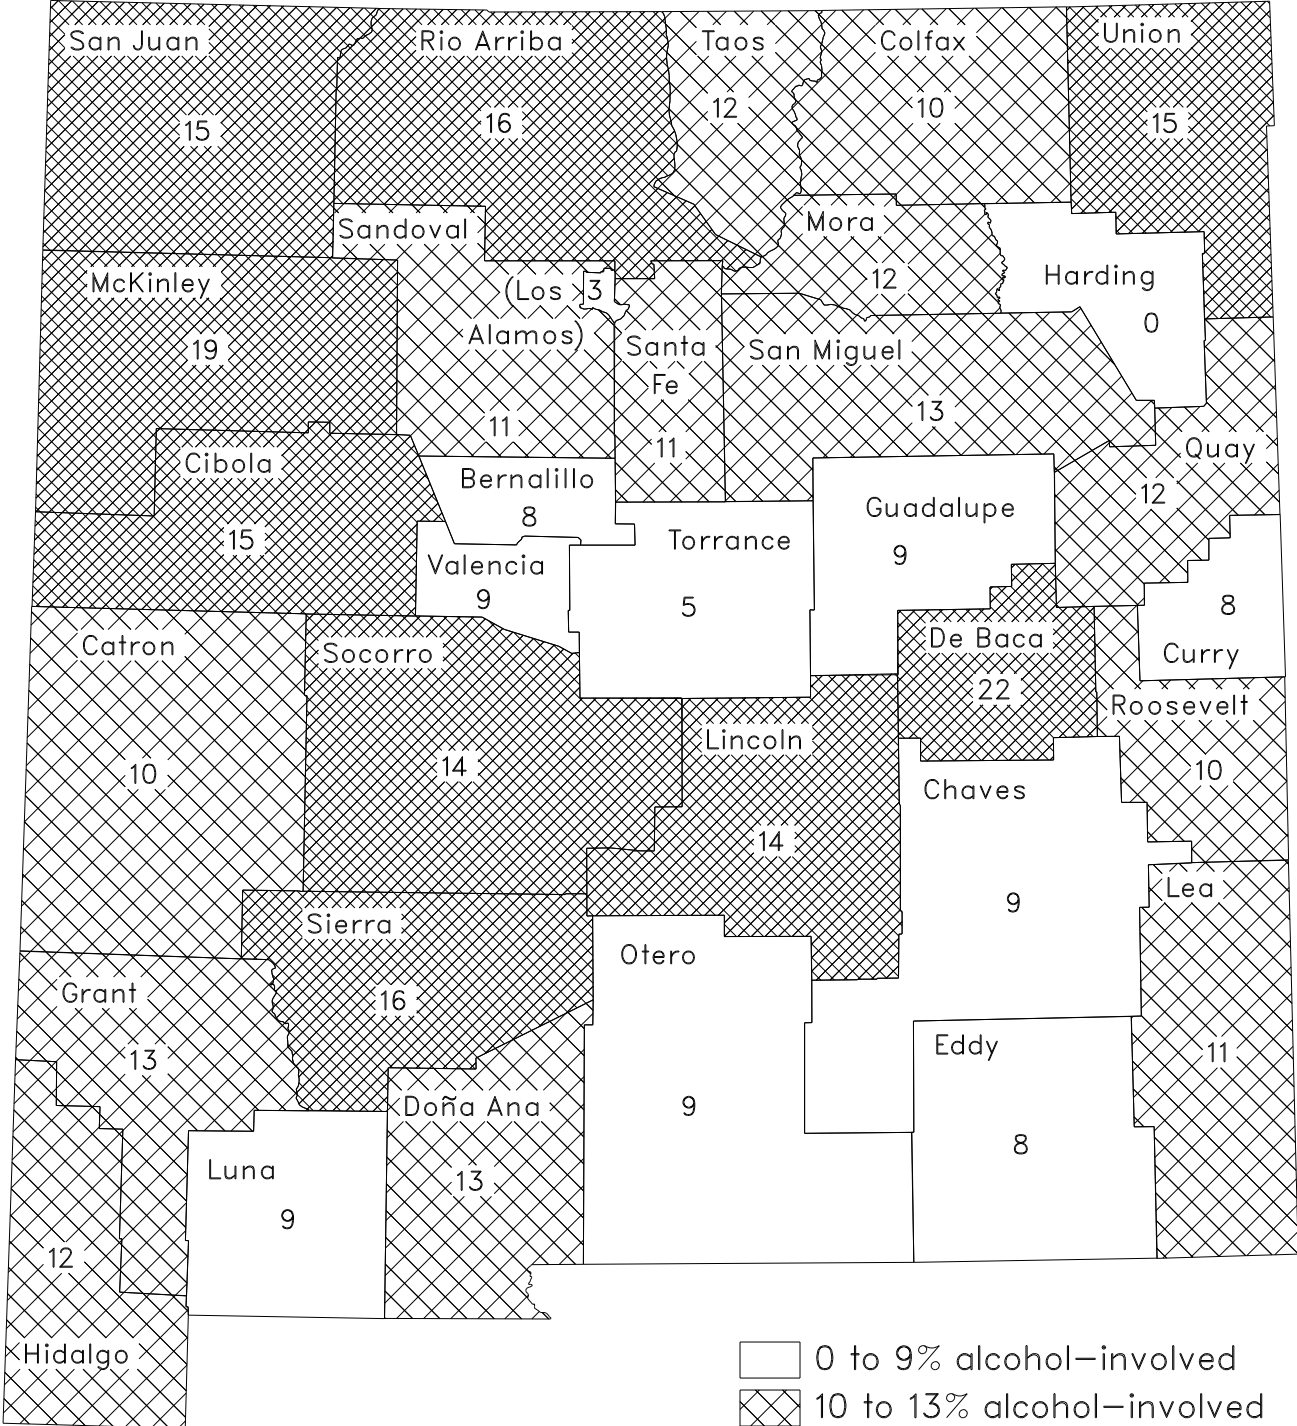 San Juan
15
Rio Arriba
16
Taos
12
Colfax
10
Union
15
Sandoval
(Los
Alamos)
3
11
Mora
12
Harding
0
McKinley
19
Santa
Fe
11
San Miguel
13
Quay
12
Cibola
15
Bernalillo
8
Valencia
9
Torrance
5
Guadalupe
9
De Baca
22
8
Curry
Catron
10
Socorro
14
Lincoln
14
Roosevelt
10
Chaves
9
Lea
11
Sierra
16
Otero
9
Eddy
8
Grant
13
Doña Ana
13
Luna
9
12
Hidalgo
0 to 9% alcohol-involved
10 to 13% alcohol-involved